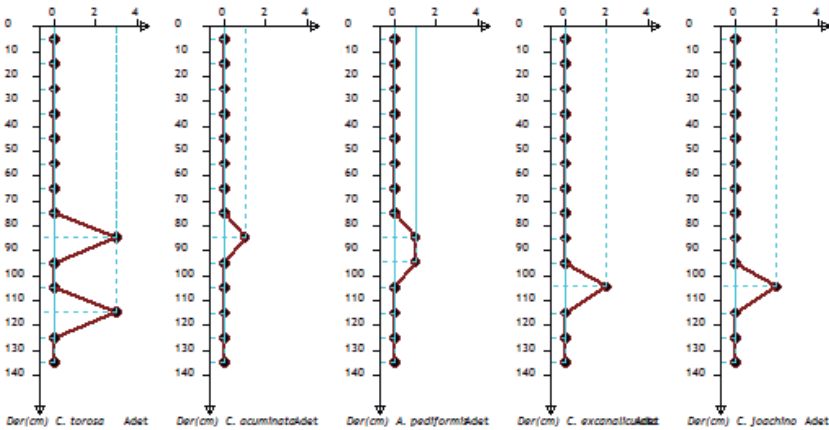 0 2 4 0 2 4 0 2 4 0 2 4 0 2 4
0 0 0 0 0
10 10 10 10 10
20 20 20 20 20
30 30 30 30 30
40 40 40 40 40
50 50 50 50 50
60 60 60 60 60
70 70 70 70 70
80 80 80 80 80
90 90 90 90 90
100 100 100 100 100
110 110 110 110 110
120 120 120 120 120
130 130 130 130 130
140 140 140 140 140
Der(cm) C. torosa Adet Der(cm) C. acuminata Adet Der(cm) A. pediformis Adet Der(cm) Adet Der(cm) C. joachino Adet